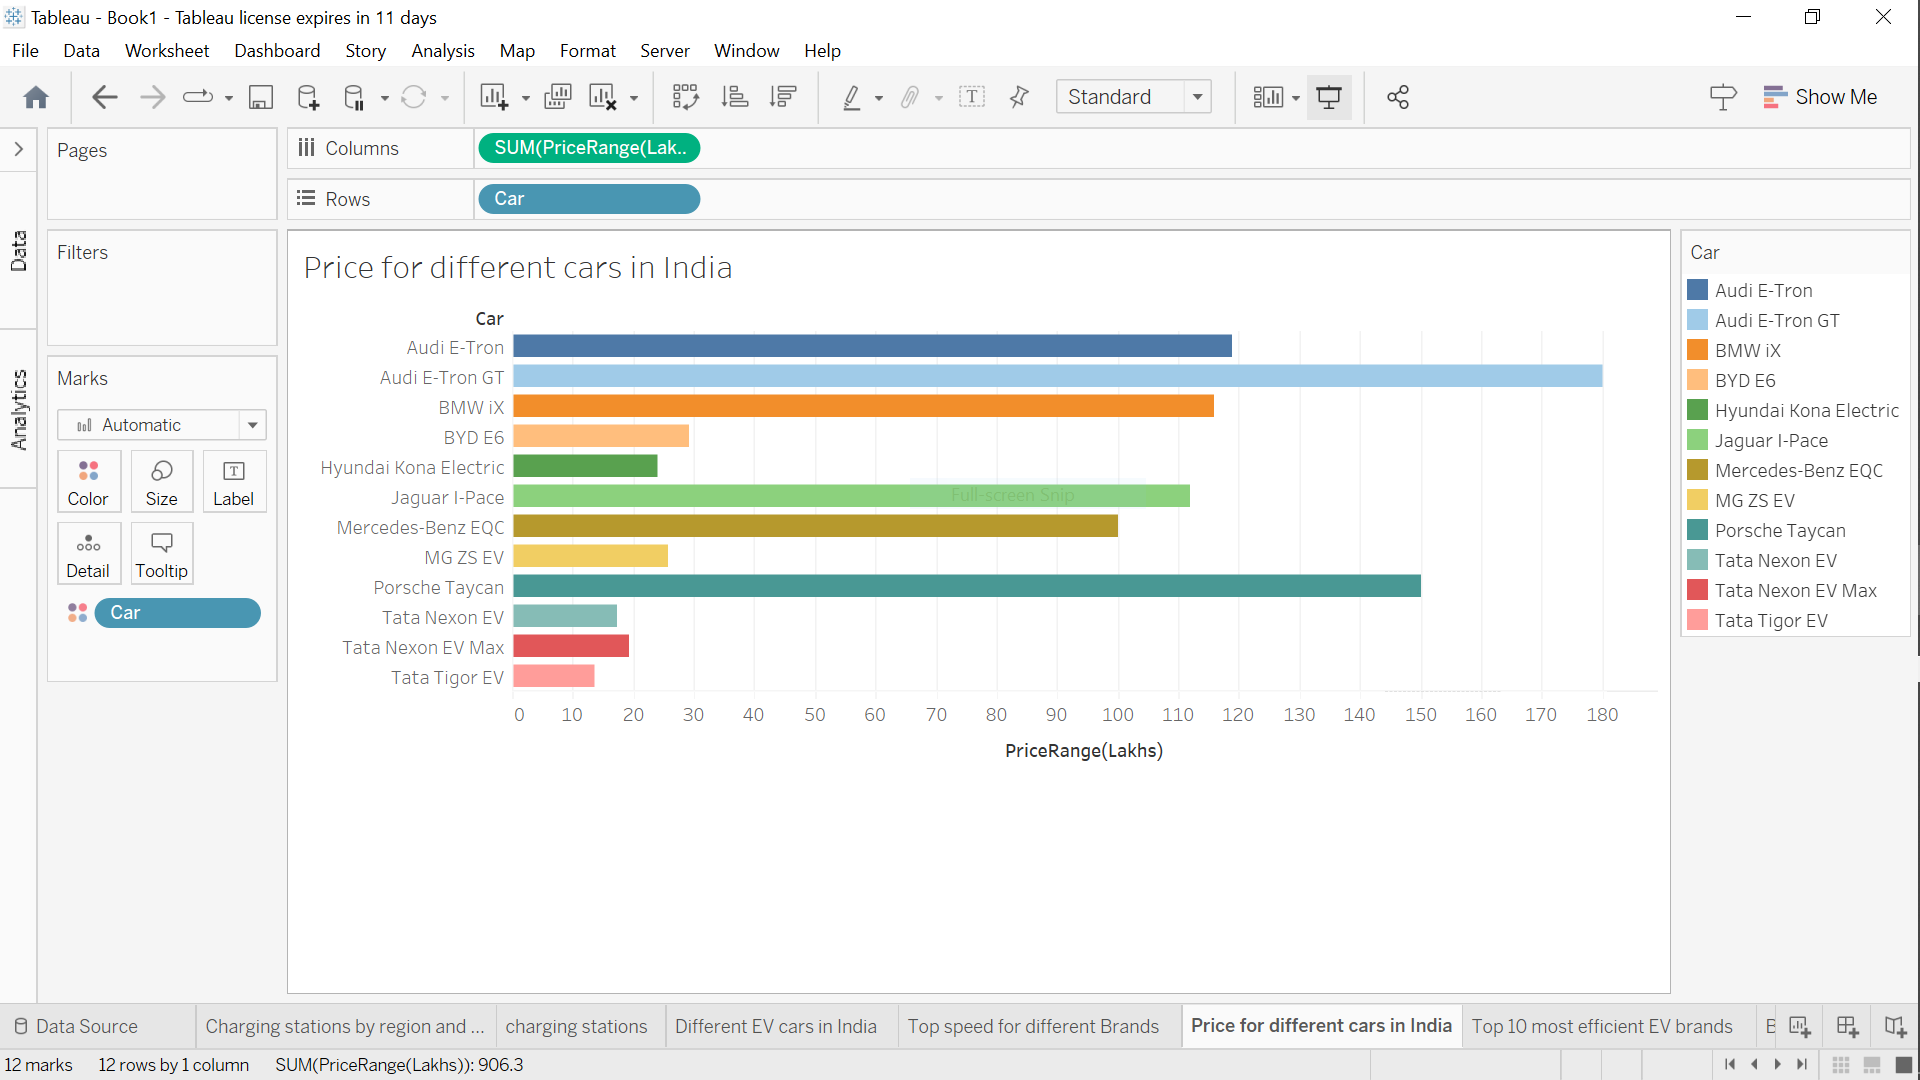 Tableau - Book1 - Tableau license expires in 11 days
File Data Worksheet Dashboard Story Analysis Map Format Server Window Help
Standard
Show Me
Pages
Columns
SUM(PriceRange(Lak..
Rows
Car
Data
Analytics
Filters
Marks
Automatic
Color Size Label
Detail Tooltip
Car
Price for different cars in India
Car
Audi E-Tron
Audi E-Tron GT
BMW iX
BYD E6
Hyundai Kona Electric
Jaguar I-Pace
Full-screen Snip
Mercedes-Benz EQC
MG ZS EV
Porsche Taycan
Tata Nexon EV
Tata Nexon EV Max
Tata Tigor EV
0 10 20 30 40 50 60 70 80 90 100 110 120 130 140 150 160 170 180
PriceRange(Lakhs)
Car
Audi E-Tron
Audi E-Tron GT
BMW iX
BYD E6
Hyundai Kona Electric
Jaguar I-Pace
Mercedes-Benz EQC
MG ZS EV
Porsche Taycan
Tata Nexon EV
Tata Nexon EV Max
Tata Tigor EV
Data Source Charging stations by region and ... charging stations Different EV cars in India Top speed for different Brands Price for different cars in India Top 10 most efficient EV brands
12 marks 12 rows by 1 column SUM(PriceRange(Lakhs)): 906.3